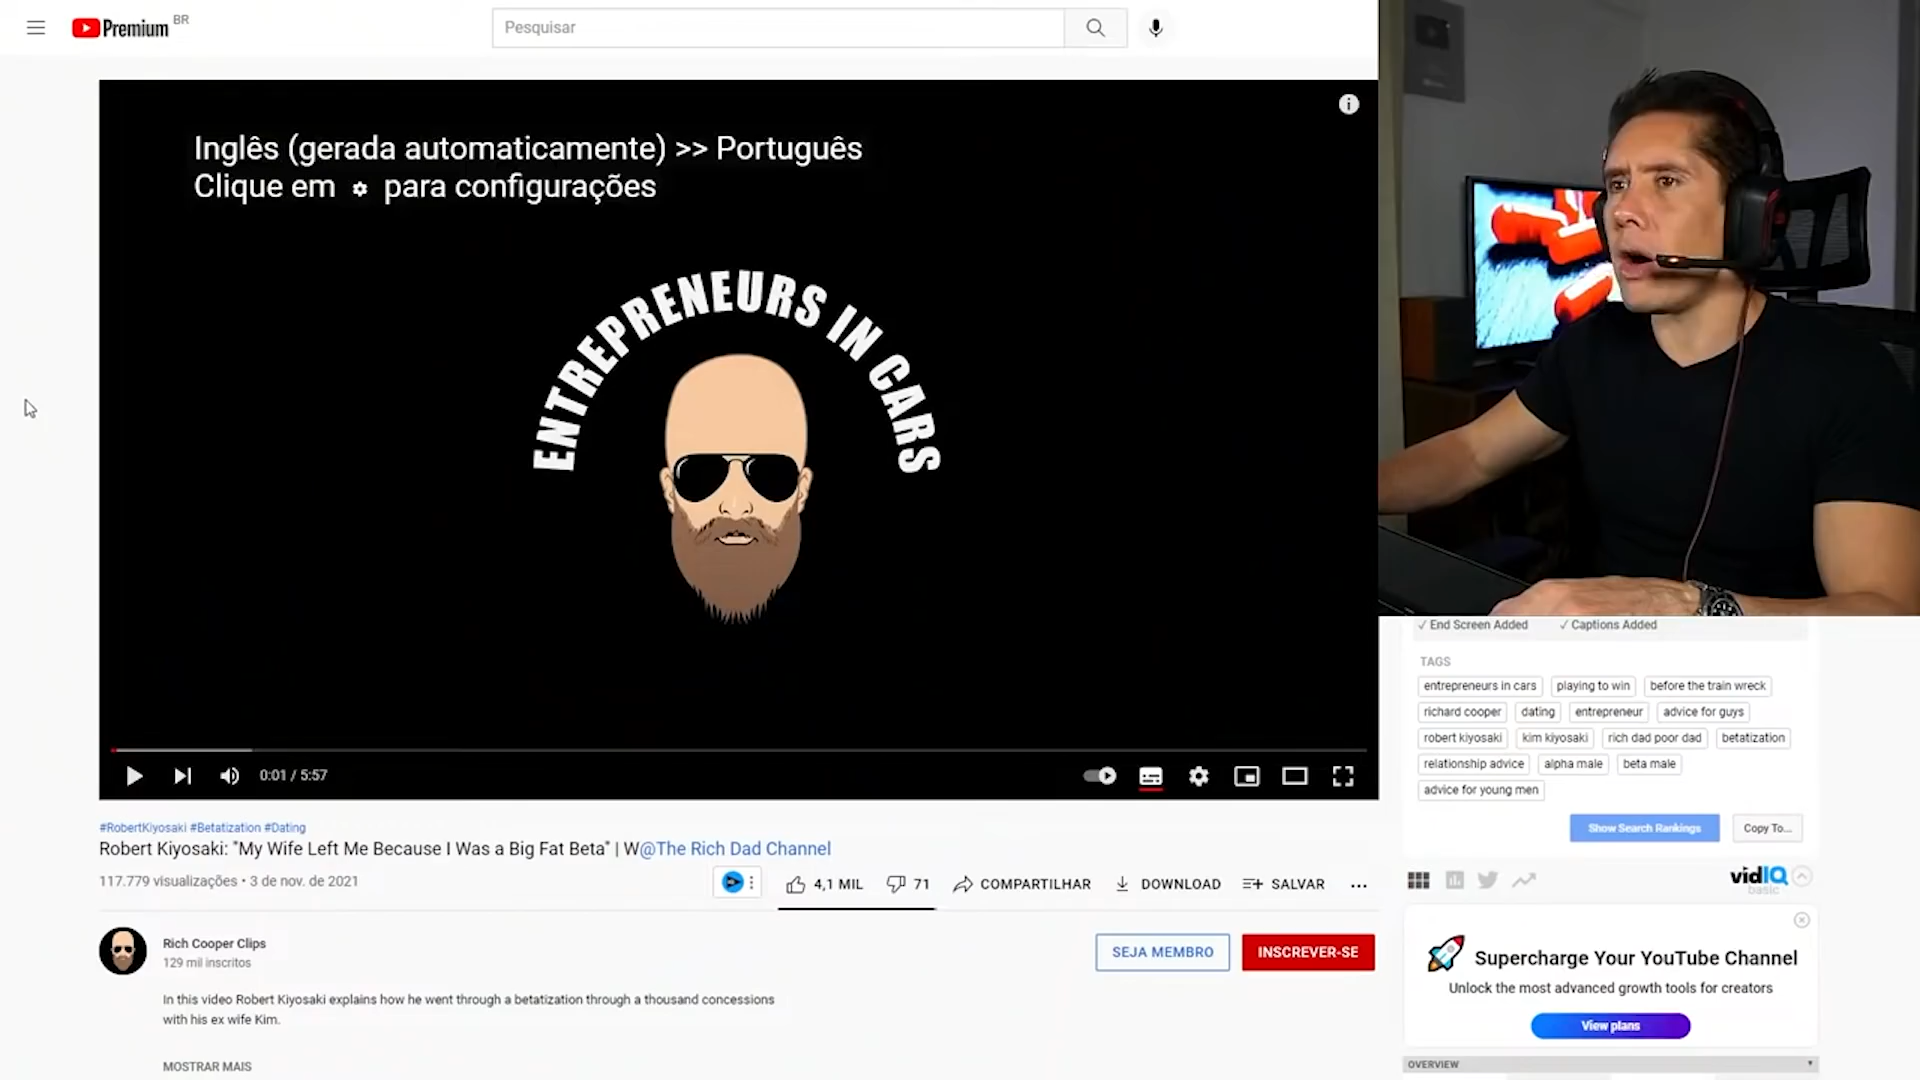 Premium BR
Pesquisar
Inglês (gerada automaticamente) >> Português
Clique em para configurações
ENTREPRENEURS IN CARS
0:01 / 5:57
#RobertKiyosaki #Betatization #Dating
Robert Kiyosaki: "My Wife Left Me Because I Was a Big Fat Beta" | W@The Rich Dad Channel
117.779 visualizações • 3 de nov. de 2021
4,1 MIL
71
COMPARTILHAR
DOWNLOAD
SALVAR
Rich Cooper Clips
129 mil inscritos
SEJA MEMBRO
INSCREVER-SE
In this video Robert Kiyosaki explains how he went through a betatization through a thousand concessions
with his ex wife Kim.
MOSTRAR MAIS
✓ End Screen Added ✓ Captions Added
TAGS
entrepreneurs in cars playing to win before the train wreck
richard cooper dating entrepreneur advice for guys
robert kiyosaki kim kiyosaki rich dad poor dad betatization
relationship advice alpha male beta male
advice for young men
Show Search Rankings
Copy To...
vidIQ
basic
Supercharge Your YouTube Channel
Unlock the most advanced growth tools for creators
View plans
OVERVIEW